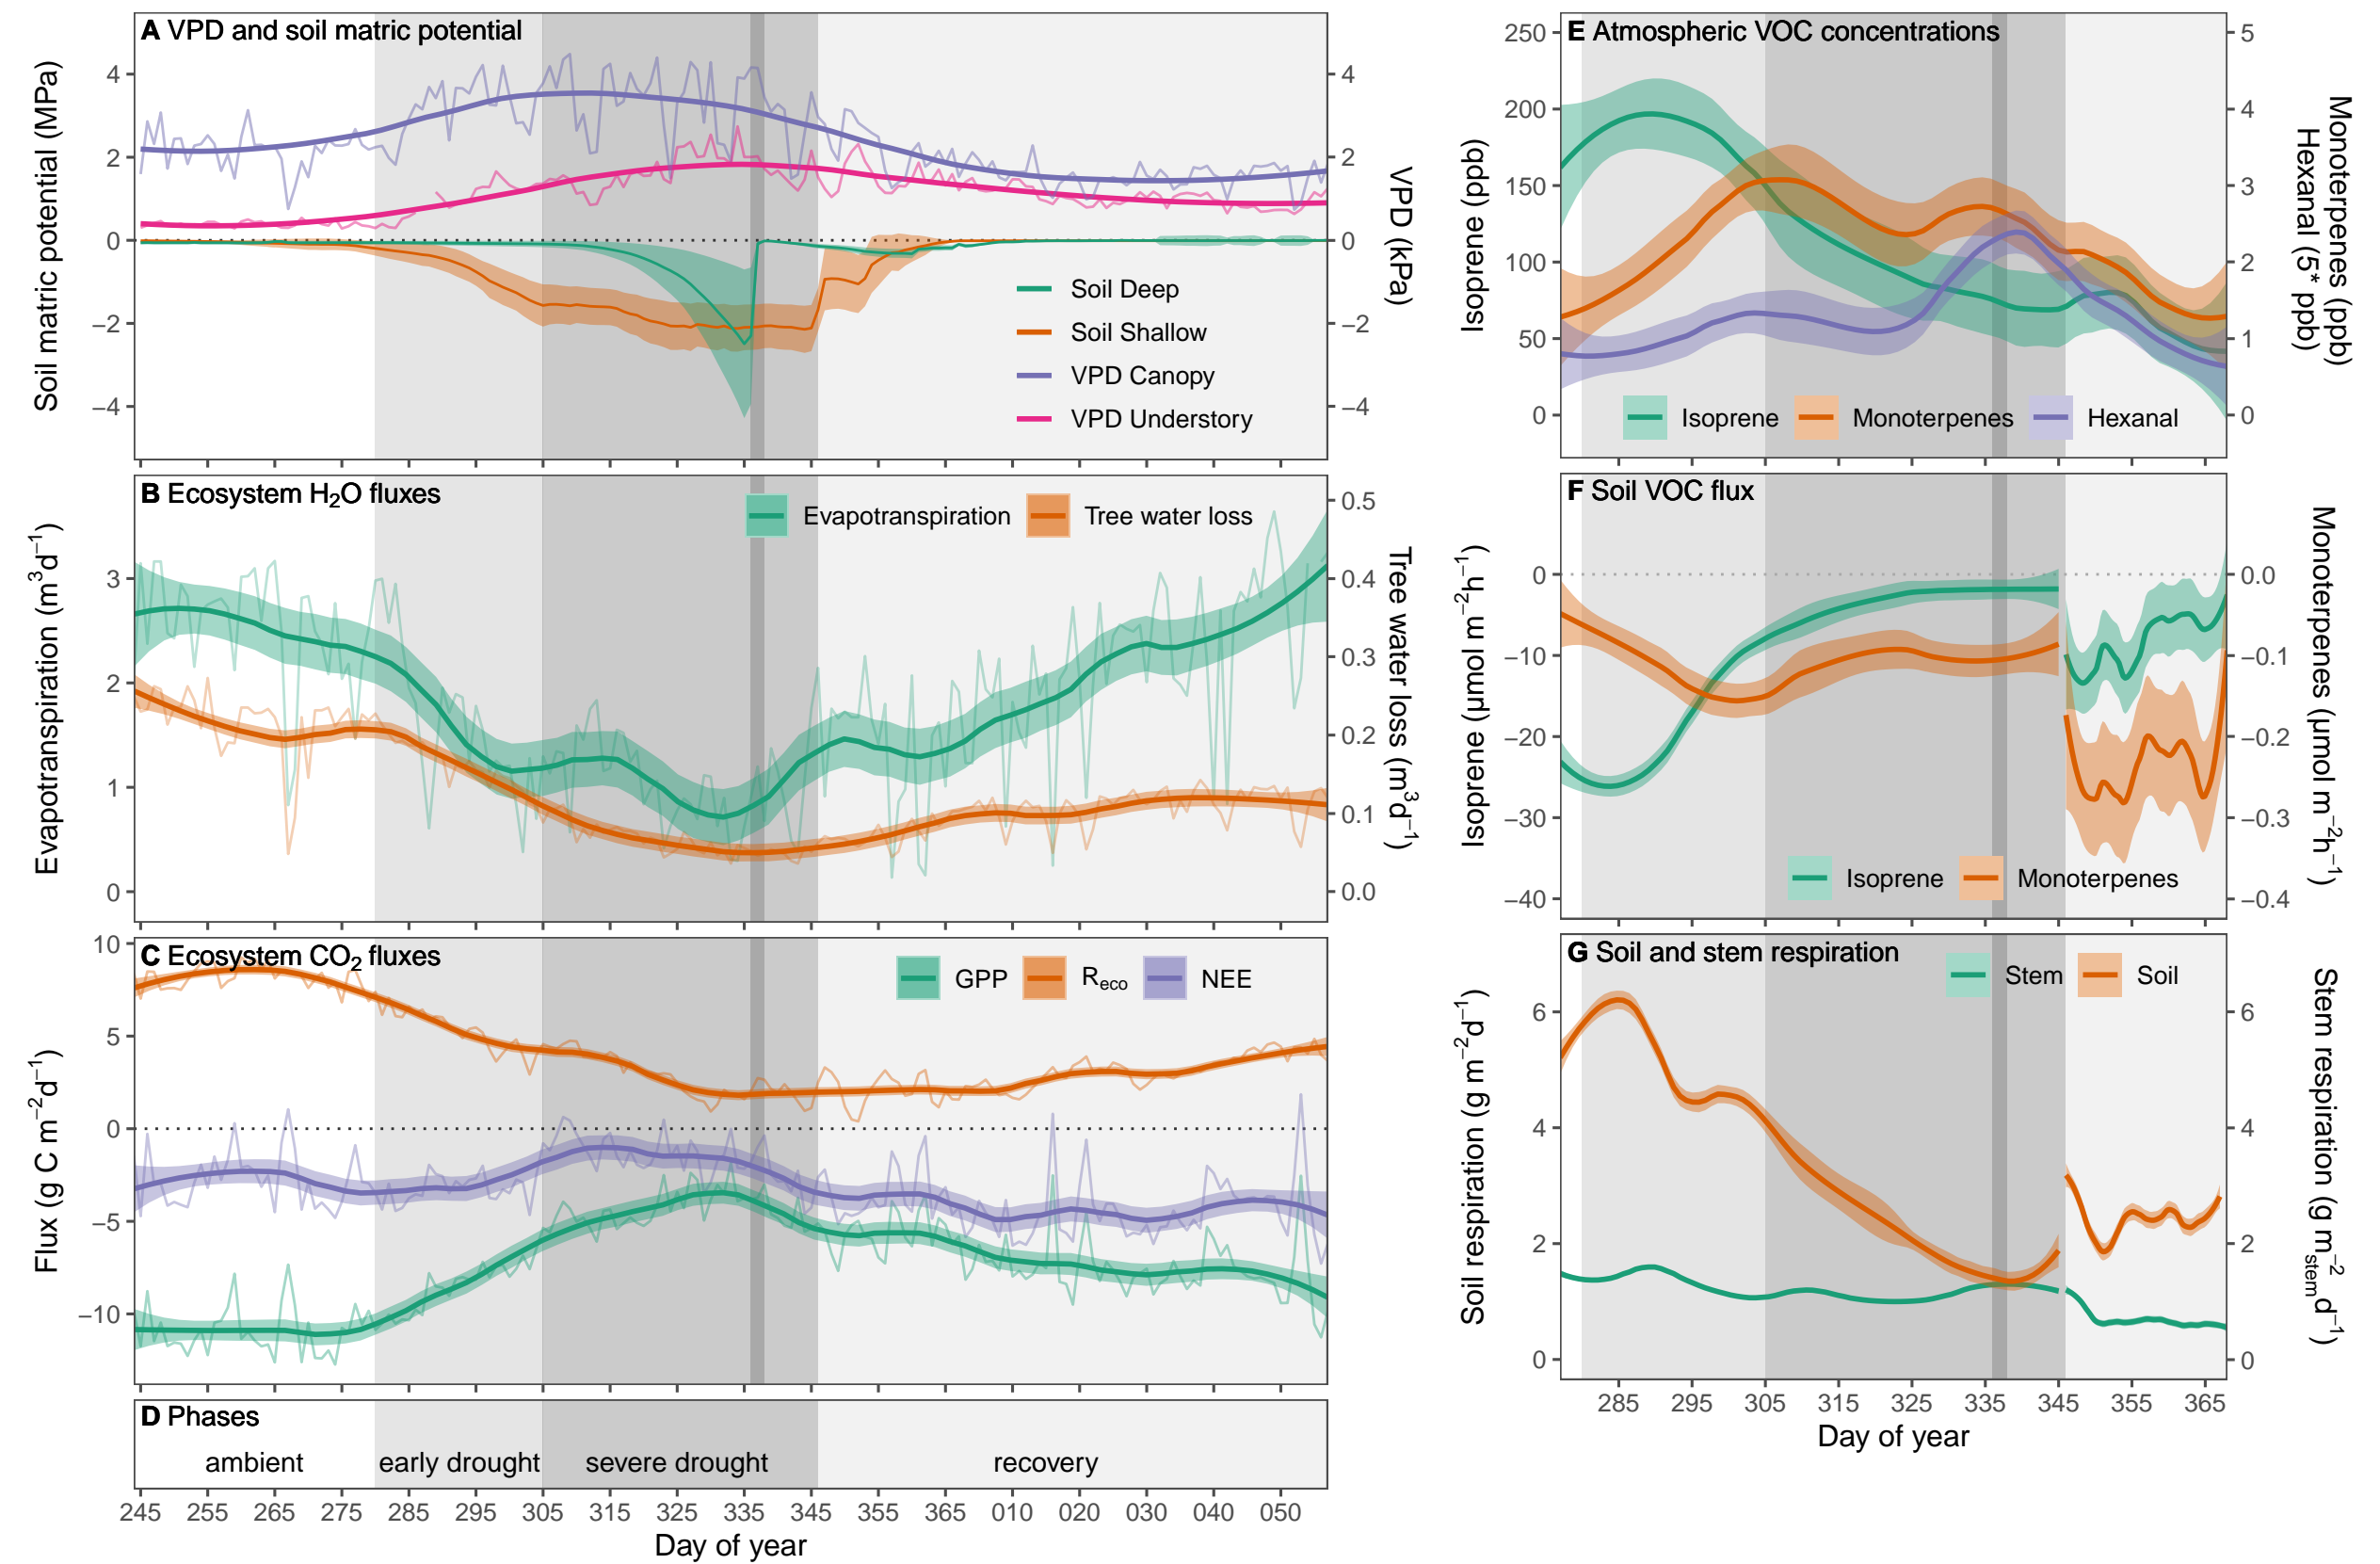 A VPD and soil matric potential
Soil matric potential (MPa)
4
2
0
−2
−4
4
2
0
−2
−4
VPD (kPa)
Soil Deep
Soil Shallow
VPD Canopy
VPD Understory
B Ecosystem H₂O fluxes
Evapotranspiration (m³d⁻¹)
3
2
1
0
Evapotranspiration Tree water loss
0.5
0.4
0.3
0.2
0.1
0.0
Tree water loss (m³d⁻¹)
C Ecosystem CO₂ fluxes
Flux (g C m⁻²d⁻¹)
10
5
0
−5
−10
GPP Reco NEE
D Phases
ambient early drought severe drought recovery
245 255 265 275 285 295 305 315 325 335 345 355 365 010 020 030 040 050
Day of year
E Atmospheric VOC concentrations
Isoprene (ppb)
250
200
150
100
50
0
5
4
3
2
1
0
Monoterpenes (ppb)
Hexanal (5* ppb)
Isoprene Monoterpenes Hexanal
F Soil VOC flux
Isoprene (µmol m⁻²h⁻¹)
0
−10
−20
−30
−40
0.0
−0.1
−0.2
−0.3
−0.4
Monoterpenes (µmol m⁻²h⁻¹)
Isoprene Monoterpenes
G Soil and stem respiration
Soil respiration (g m⁻²d⁻¹)
6
4
2
0
Stem Soil
6
4
2
0
Stem respiration (g m⁻²stem d⁻¹)
285 295 305 315 325 335 345 355 365
Day of year